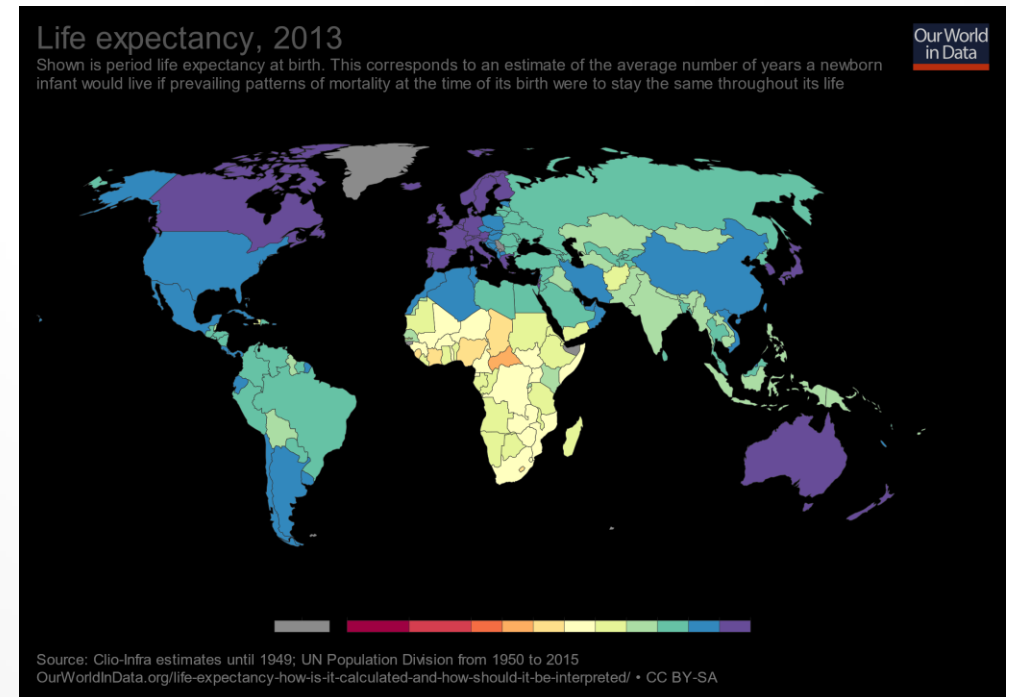 Life expectancy, 2013
Shown is period life expectancy at birth. This corresponds to an estimate of the average number of years a newborn
infant would live if prevailing patterns of mortality at the time of its birth were to stay the same throughout its life
Our World
in Data
Source: Clio-Infra estimates until 1949; UN Population Division from 1950 to 2015
OurWorldInData.org/life-expectancy-how-is-it-calculated-and-how-should-it-be-interpreted/ • CC BY-SA